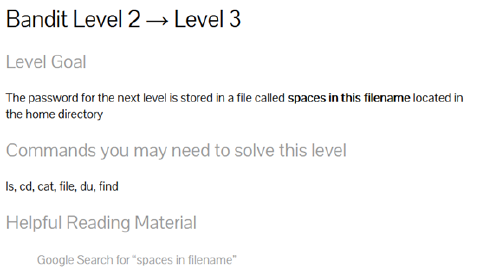 Bandit Level 2 → Level 3
Level Goal
The password for the next level is stored in a file called spaces in this filename located in
the home directory
Commands you may need to solve this level
ls, cd, cat, file, du, find
Helpful Reading Material
Google Search for “spaces in filename”